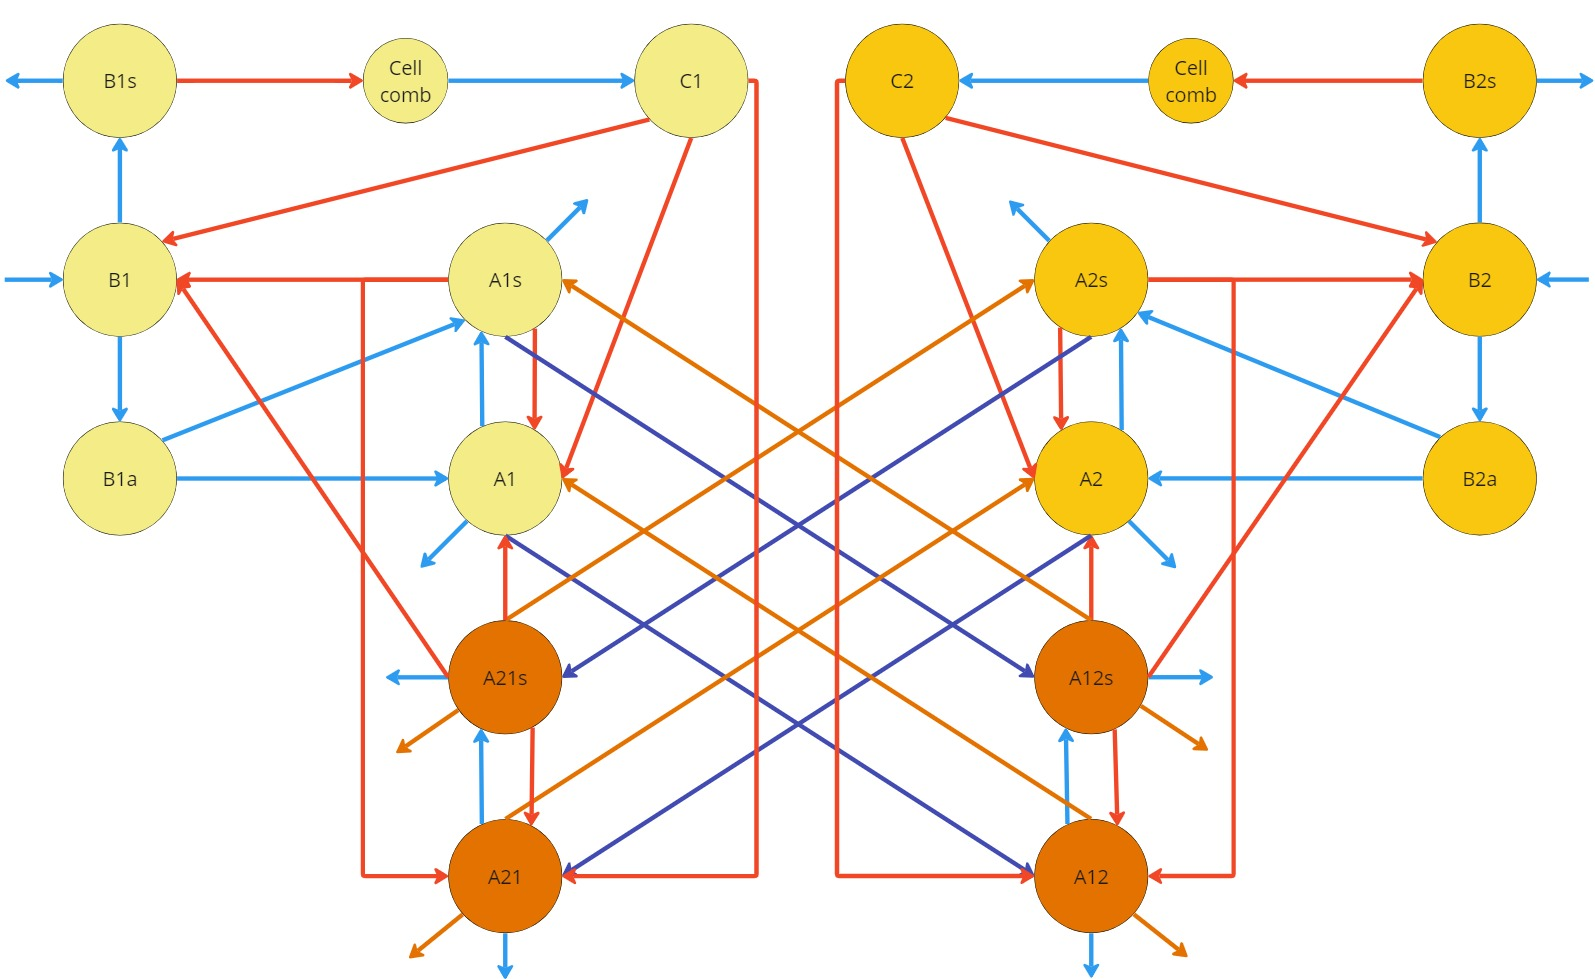 B1s
Cell
comb
C1
C2
Cell
comb
B2s
B1
A1s
A2s
B2
B1a
A1
A2
B2a
A21s
A12s
A21
A12